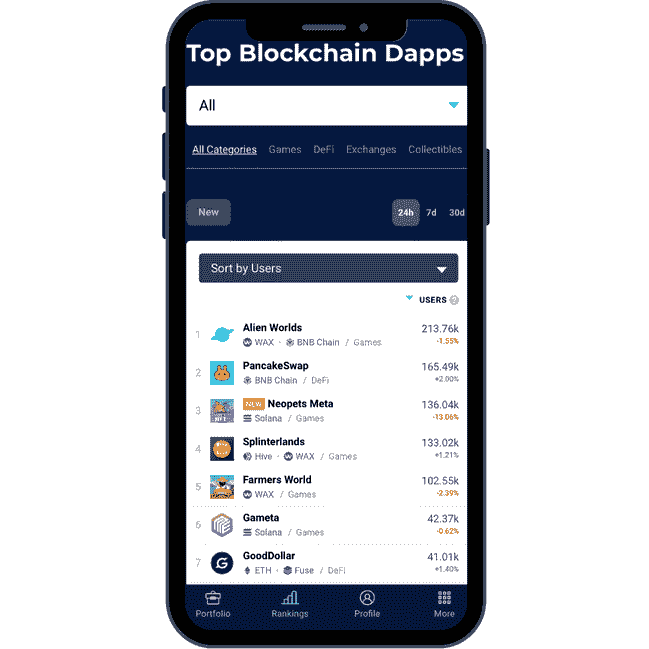 Top Blockchain Dapps
All
All Categories Games DeFi Exchanges Collectibles
New 24h 7d 30d
Sort by Users
USERS ?
1 Alien Worlds 213.76k
WAX · BNB Chain / Games -1.55%
2 PancakeSwap 165.49k
BNB Chain / DeFi +2.00%
3 NEW Neopets Meta 136.04k
Solana / Games -13.06%
4 Splinterlands 133.02k
Hive · WAX / Games +1.21%
5 Farmers World 102.55k
WAX / Games -2.39%
6 Gameta 42.37k
Solana / Games -0.62%
7 GoodDollar 41.01k
ETH · Fuse / DeFi +1.40%
Portfolio Rankings Profile More